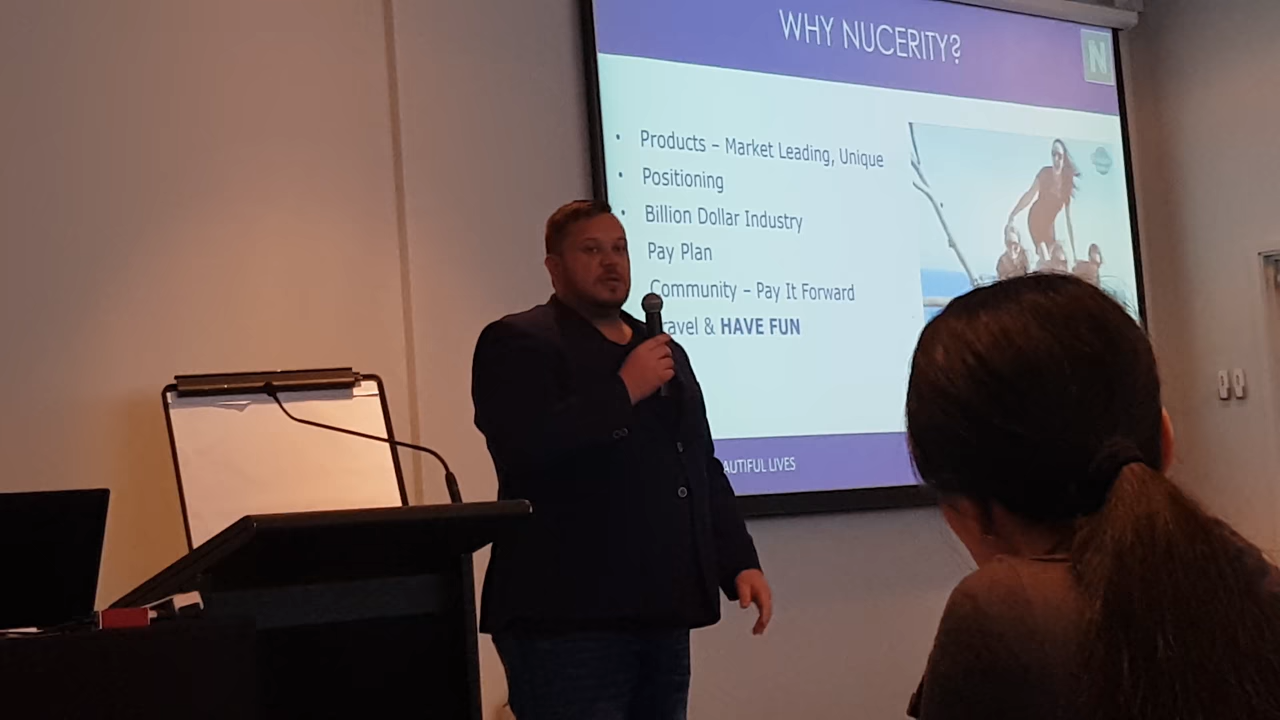 WHY NUCERITY?
N
• Products – Market Leading, Unique
• Positioning
• Billion Dollar Industry
Pay Plan
Community – Pay It Forward
ravel & HAVE FUN
AUTIFUL LIVES